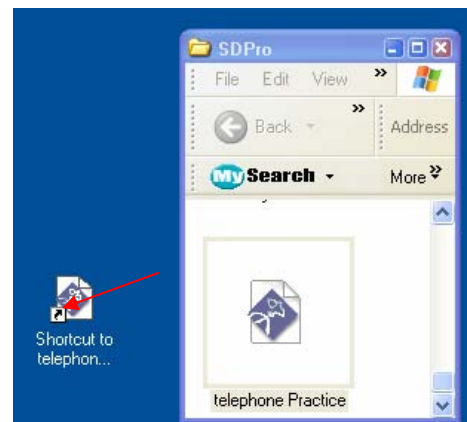 SDPro
File Edit View »
Back »
Address
MySearch
More »
Shortcut to
telephon...
telephone Practice